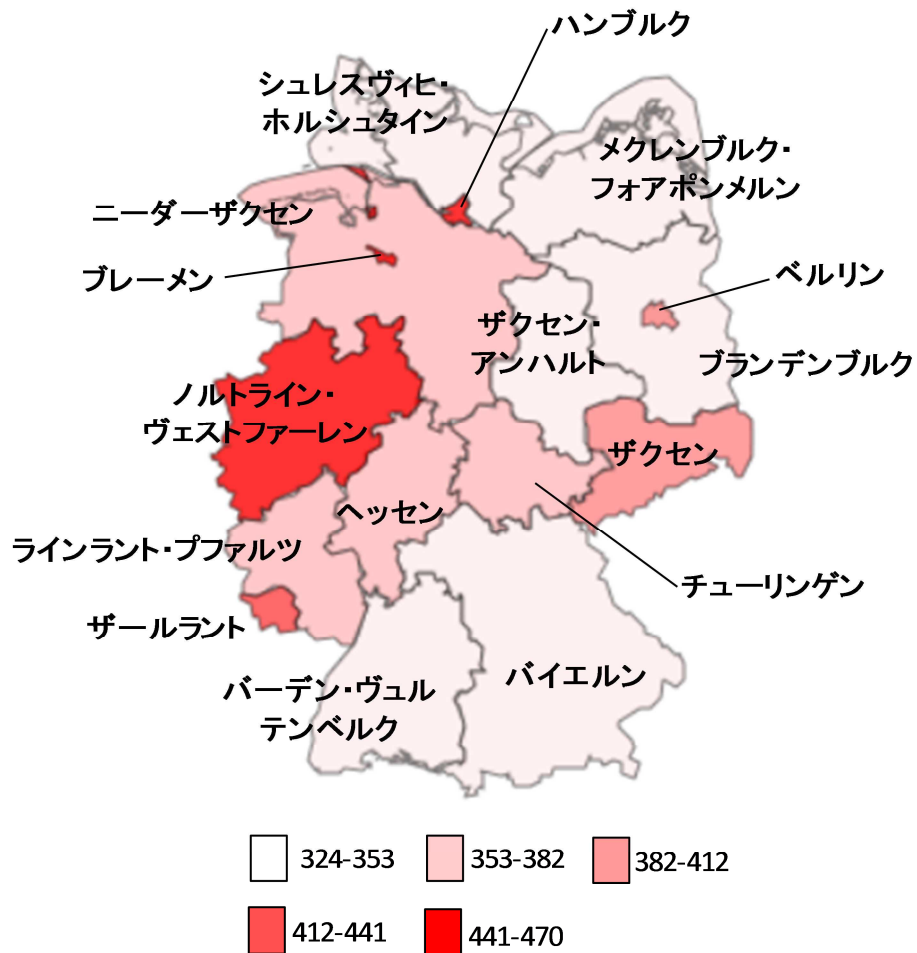 ハンブルク
シュレスヴィヒ・
ホルシュタイン
メクレンブルク・
フォアポンメルン
ニーダーザクセン
ブレーメン
ベルリン
ザクセン・
アンハルト
ブランデンブルク
ノルトライン・
ヴェストファーレン
ザクセン
ヘッセン
ラインラント・プファルツ
チューリンゲン
ザールラント
バイエルン
バーデン・ヴュル
テンベルク
324-353
353-382
382-412
412-441
441-470